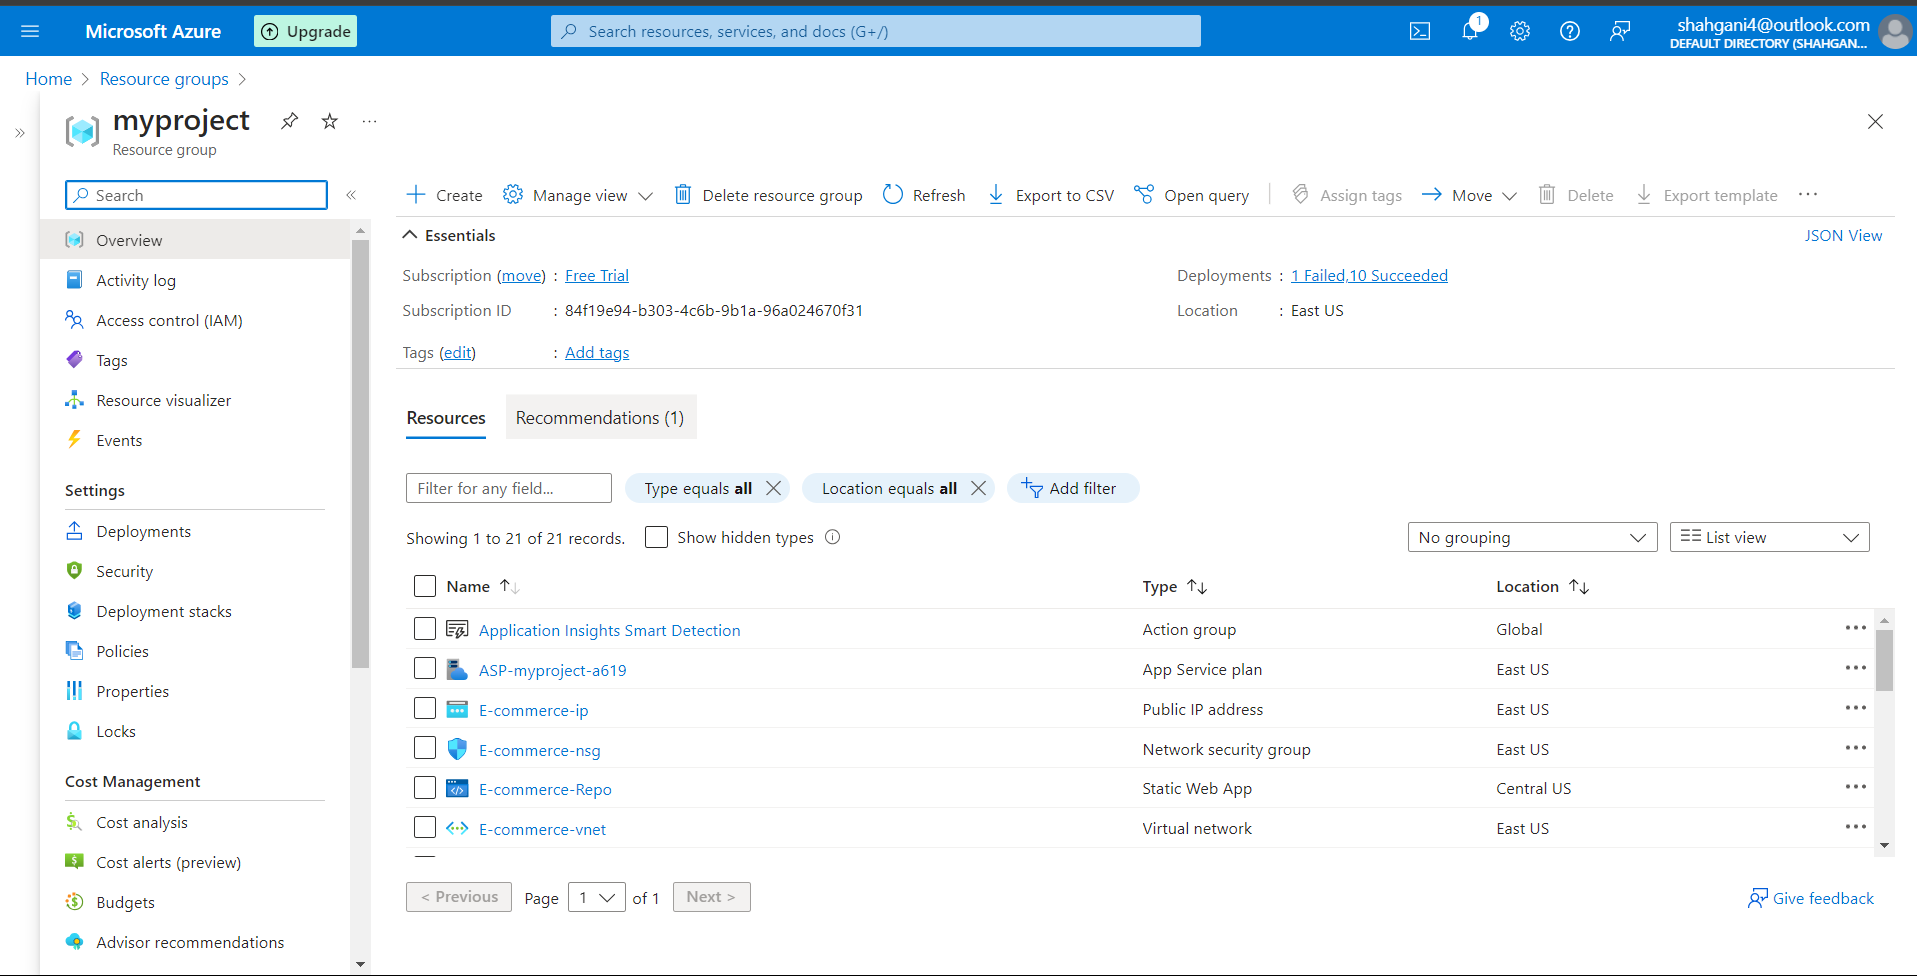 Microsoft Azure
Upgrade
Search resources, services, and docs (G+/)
1
shahgani4@outlook.com
DEFAULT DIRECTORY (SHAHGAN...
Home > Resource groups >
myproject
Resource group
Search
Overview
Activity log
Access control (IAM)
Tags
Resource visualizer
Events
Settings
Deployments
Security
Deployment stacks
Policies
Properties
Locks
Cost Management
Cost analysis
Cost alerts (preview)
Budgets
Advisor recommendations
Create Manage view Delete resource group Refresh Export to CSV Open query Assign tags Move Delete Export template ...
Essentials JSON View
Subscription (move) : Free Trial Deployments : 1 Failed,10 Succeeded
Subscription ID : 84f19e94-b303-4c6b-9b1a-96a024670f31 Location : East US
Tags (edit) : Add tags
Resources Recommendations (1)
Filter for any field... Type equals all Location equals all Add filter
Showing 1 to 21 of 21 records. Show hidden types No grouping List view
Name Type Location
Application Insights Smart Detection Action group Global
ASP-myproject-a619 App Service plan East US
E-commerce-ip Public IP address East US
E-commerce-nsg Network security group East US
E-commerce-Repo Static Web App Central US
E-commerce-vnet Virtual network East US
< Previous Page 1 of 1 Next > Give feedback